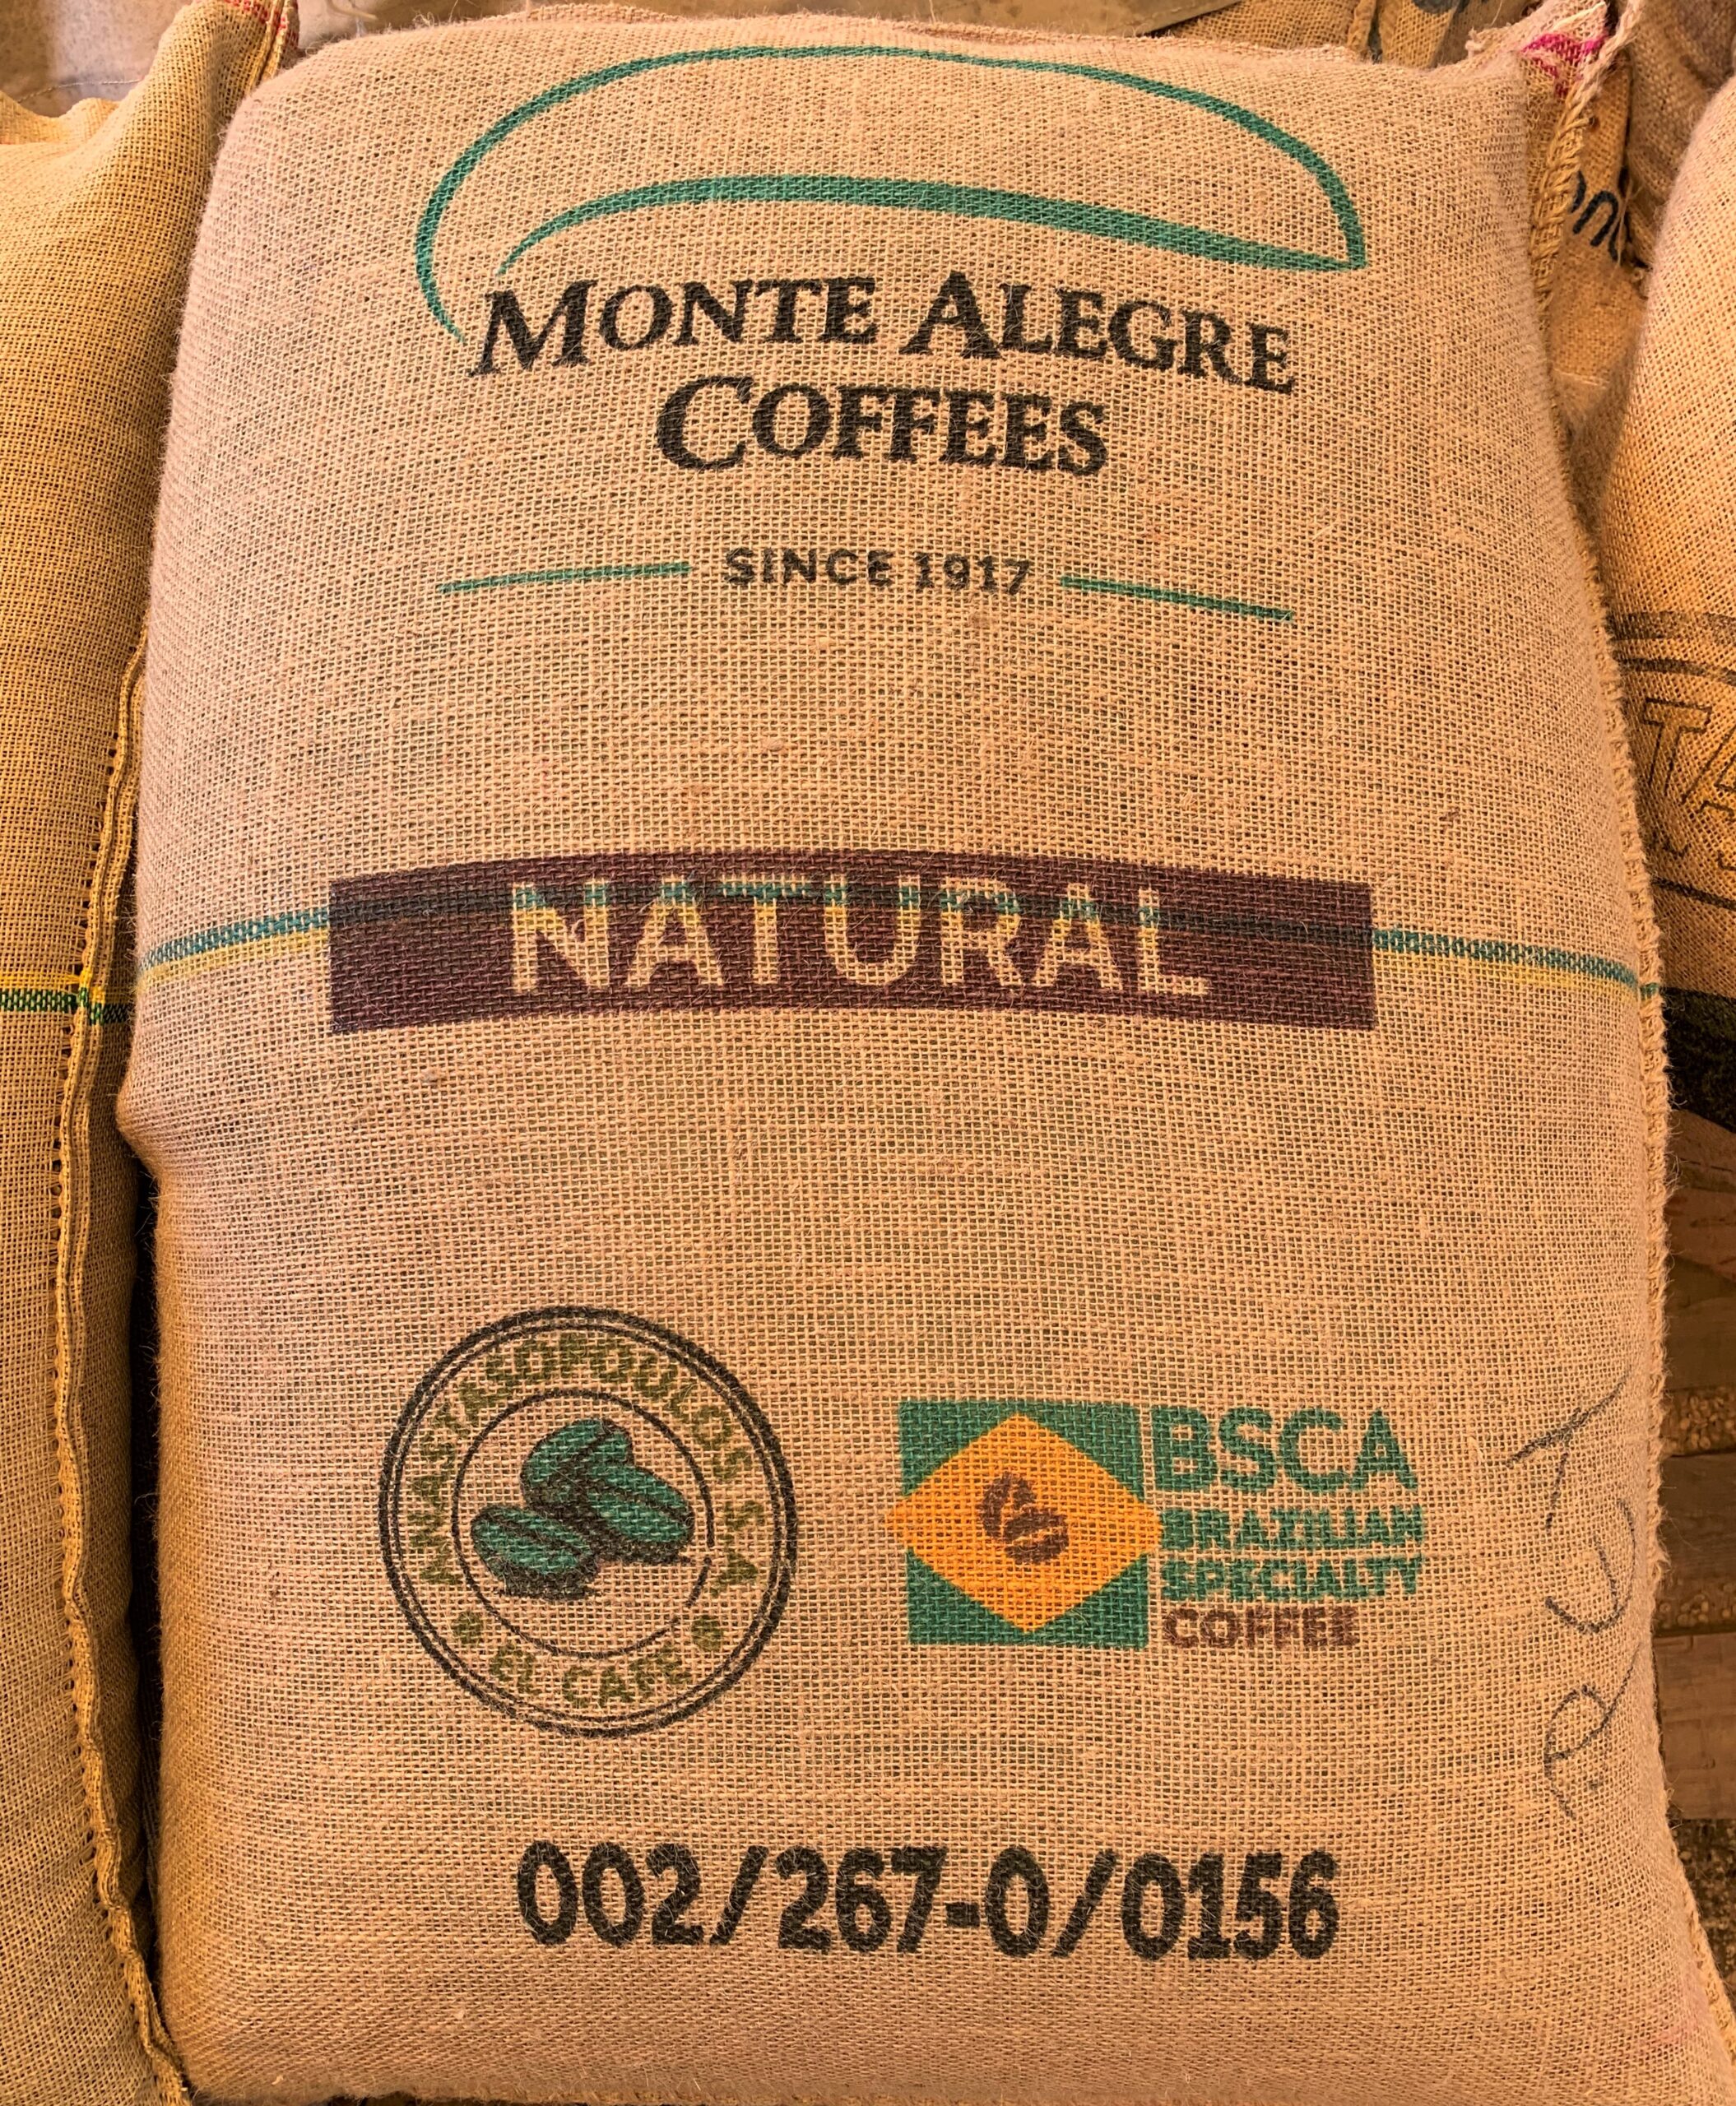 MONTE ALEGRE
COFFEES
SINCE 1917
NATURAL
ANASTASOPOULOS S.A
EL CAFE
BSCA
BRAZILIAN
SPECIALTY
COFFEE
002/267-0/0156